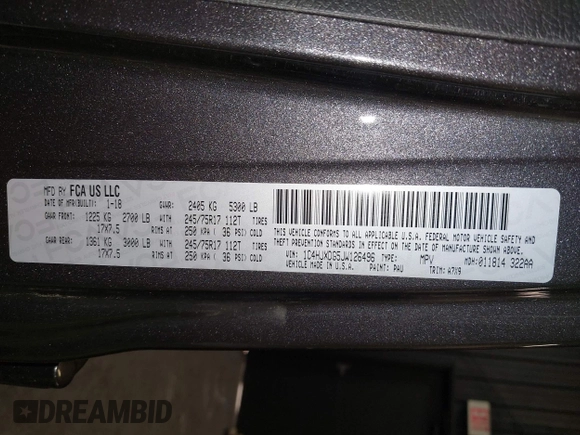 MFD BY FCA US LLC
DATE OF MFR(BUILT): 1-18 GVWR: 2405 KG 5300 LB
GAWR FRONT: 1225 KG 2700 LB WITH 245/75R17 112T TIRES
17X7.5 RIMS AT 250 KPA ( 36 PSI) COLD
GAWR REAR: 1361 KG 3000 LB WITH 245/75R17 112T TIRES
17X7.5 RIMS AT 250 KPA ( 36 PSI) COLD
THIS VEHICLE CONFORMS TO ALL APPLICABLE U.S.A. FEDERAL MOTOR VEHICLE SAFETY AND
THEFT PREVENTION STANDARDS IN EFFECT ON THE DATE OF MANUFACTURE SHOWN ABOVE.
VIN: 1C4HJXDG5JW126496 TYPE: MPV MDH: 011814 322AA
VEHICLE MADE IN U.S.A. PAINT: PAU TRIM: A7X9
DREAMBID